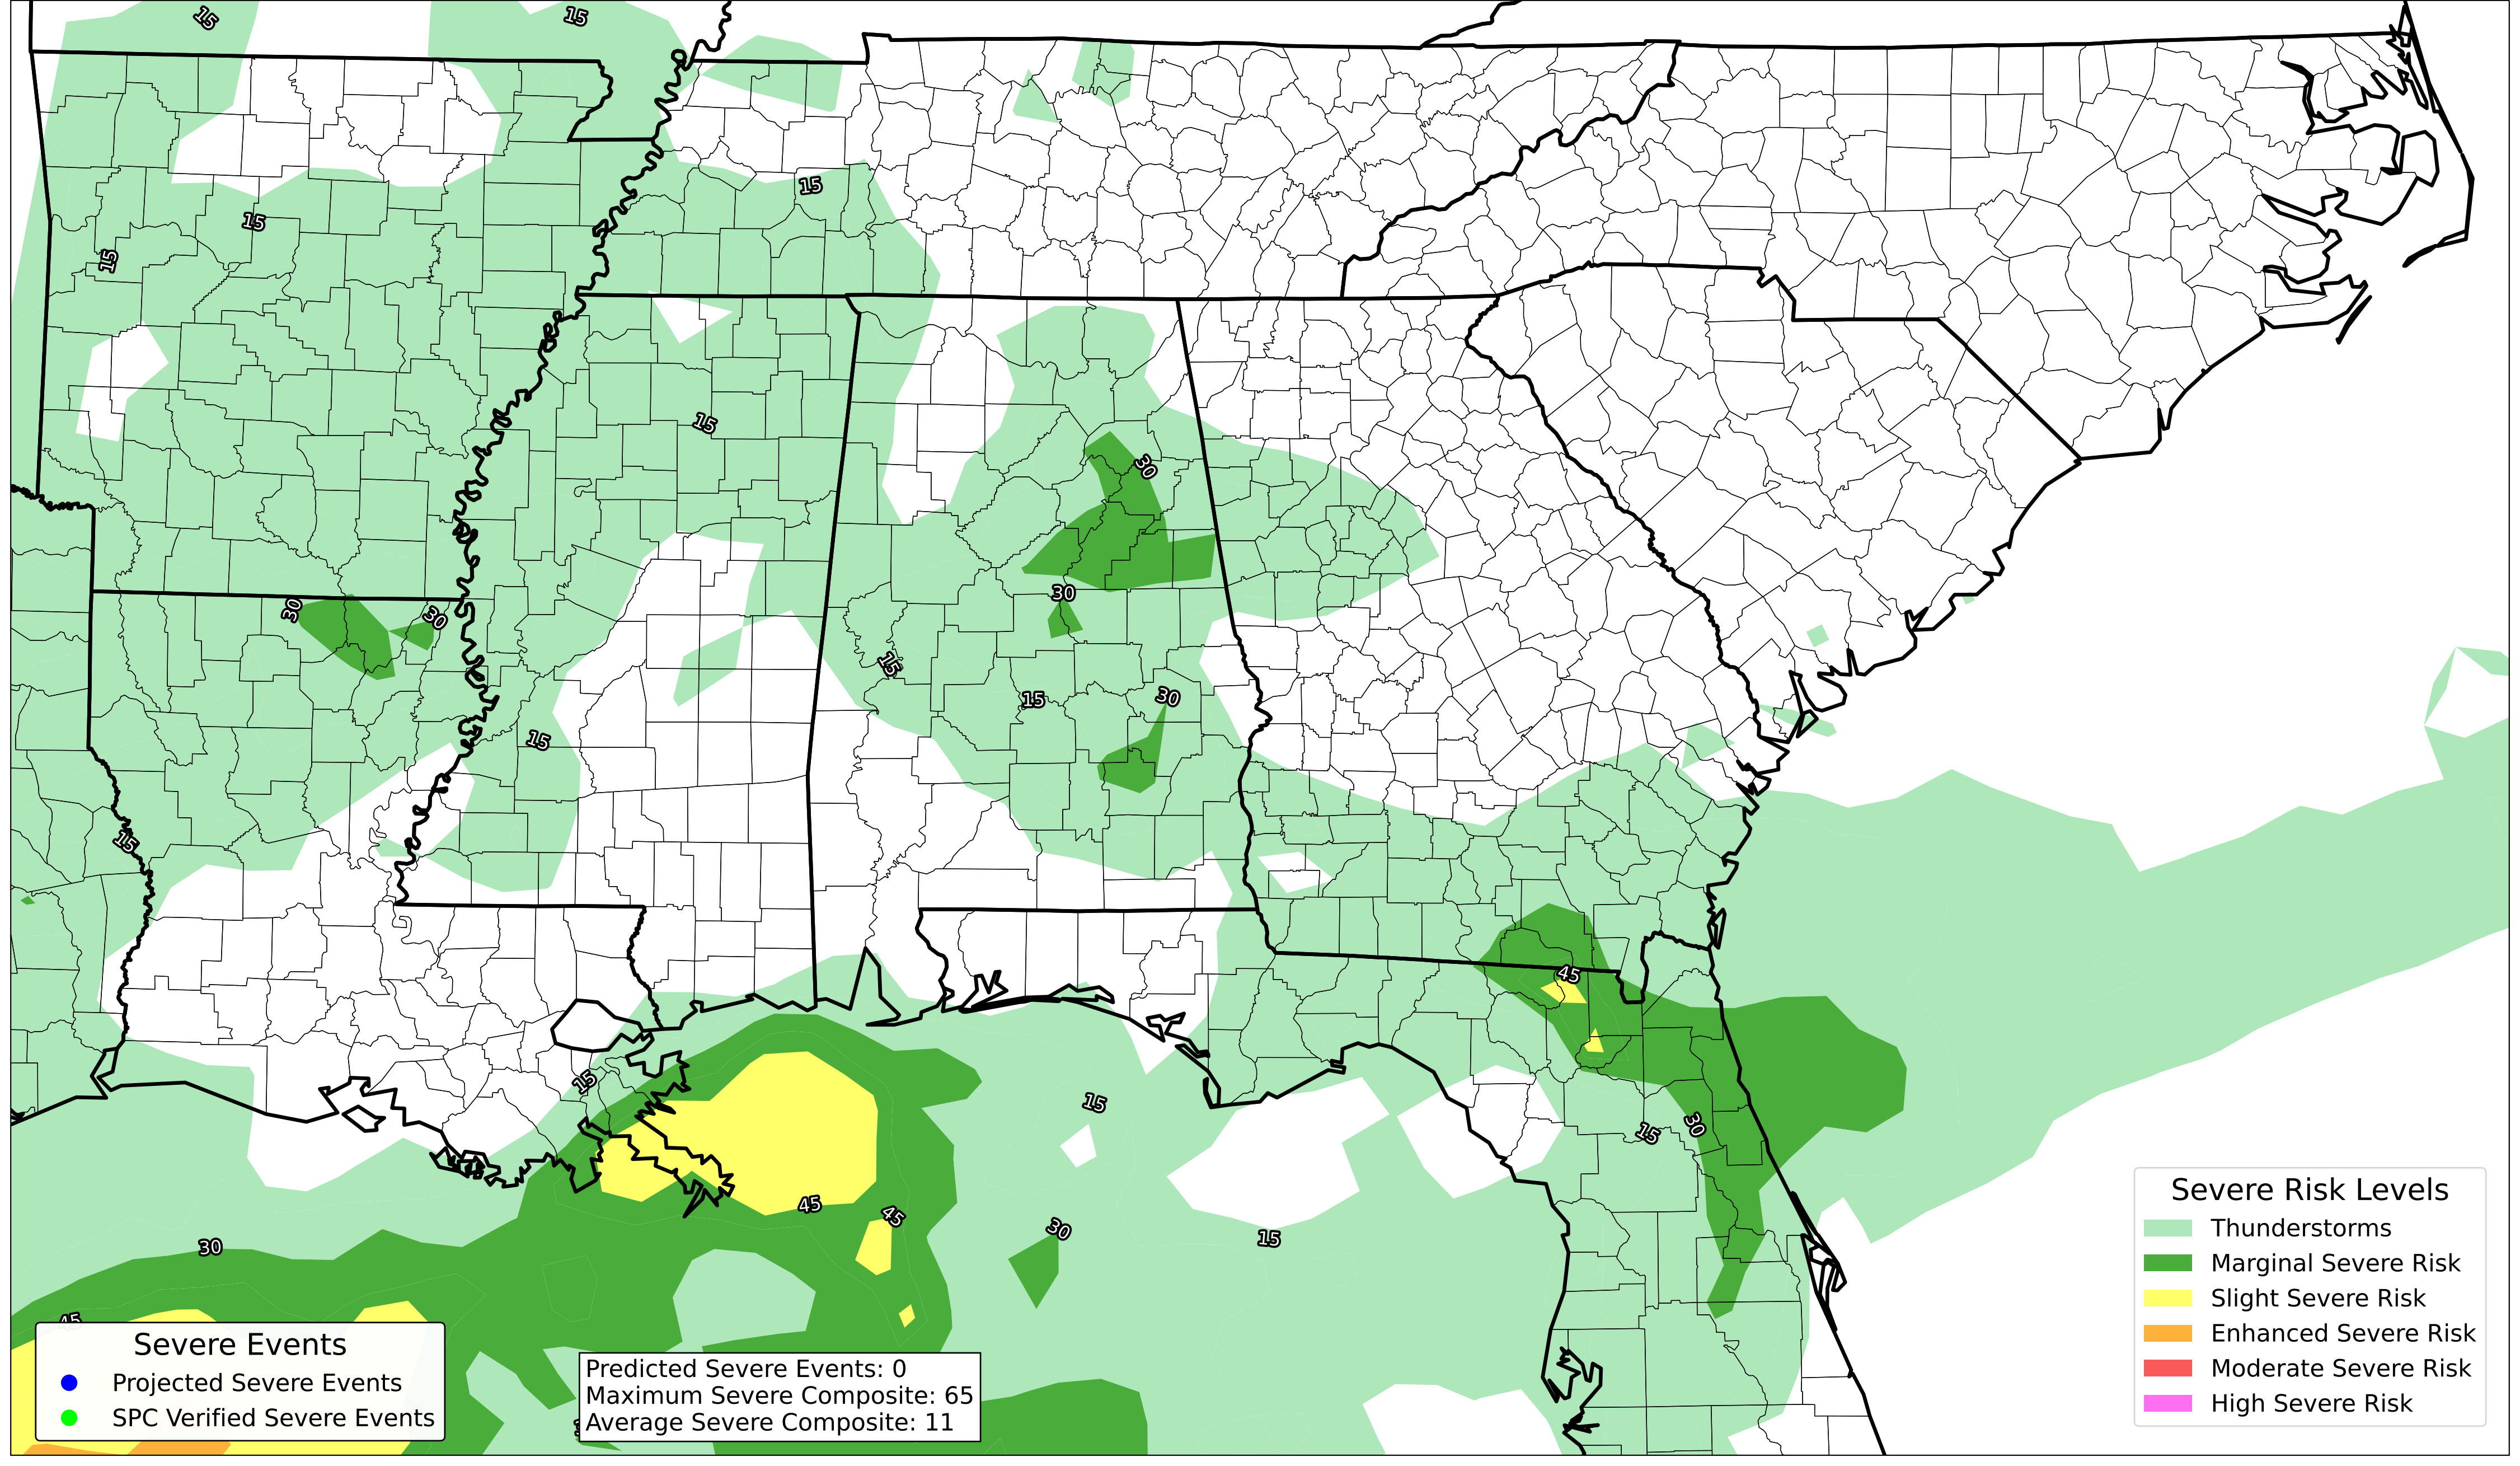 15
15
15
15
15
15
30
30
30
30
15
15
30
15
15
45
15
15
30
15
45
45
30
15
30
45
Severe Risk Levels
Thunderstorms
Marginal Severe Risk
Slight Severe Risk
Enhanced Severe Risk
Moderate Severe Risk
High Severe Risk
Severe Events
Projected Severe Events
SPC Verified Severe Events
Predicted Severe Events: 0
Maximum Severe Composite: 65
Average Severe Composite: 11